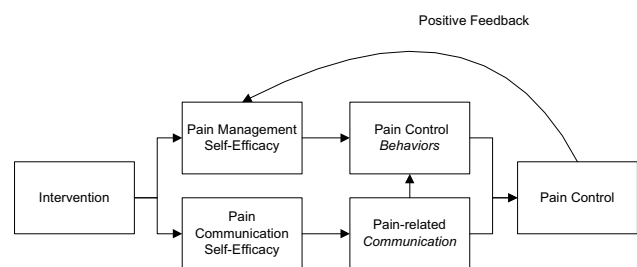 Positive Feedback
Pain Management
Self-Efficacy
Pain Control
Behaviors
Intervention
Pain Control
Pain
Communication
Self-Efficacy
Pain-related
Communication